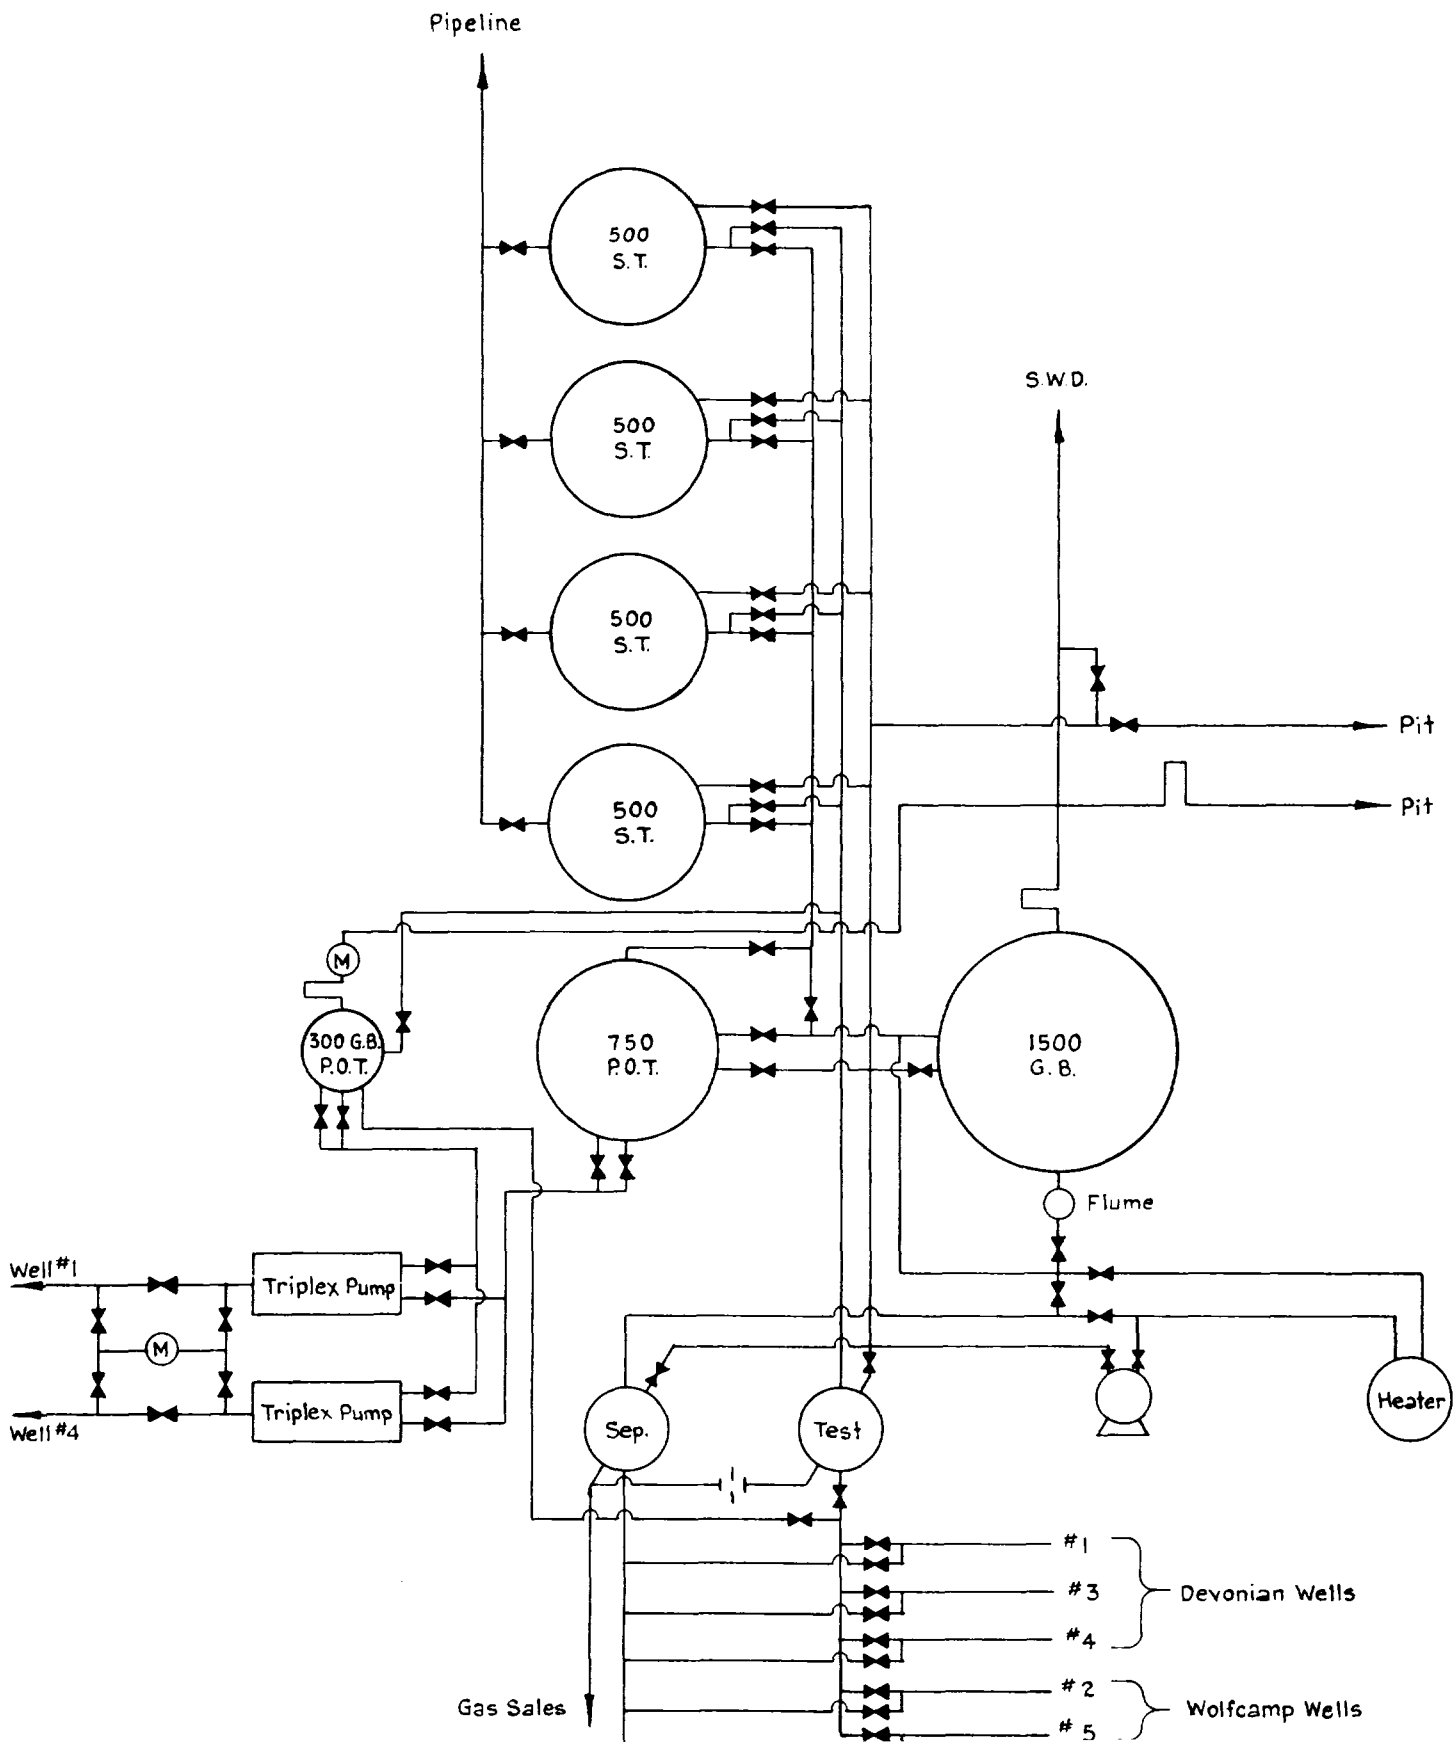 Pipeline
500
S.T.
S.W.D.
500
S.T.
500
S.T.
Pit
500
S.T.
Pit
M
300 G.B.
P.O.T.
750
P.O.T.
1500
G.B.
Flume
Well #1
Triplex Pump
M
Triplex Pump
Well #4
Sep.
Test
Heater
#1
#3
Devonian Wells
#4
#2
Gas Sales
Wolfcamp Wells
#5